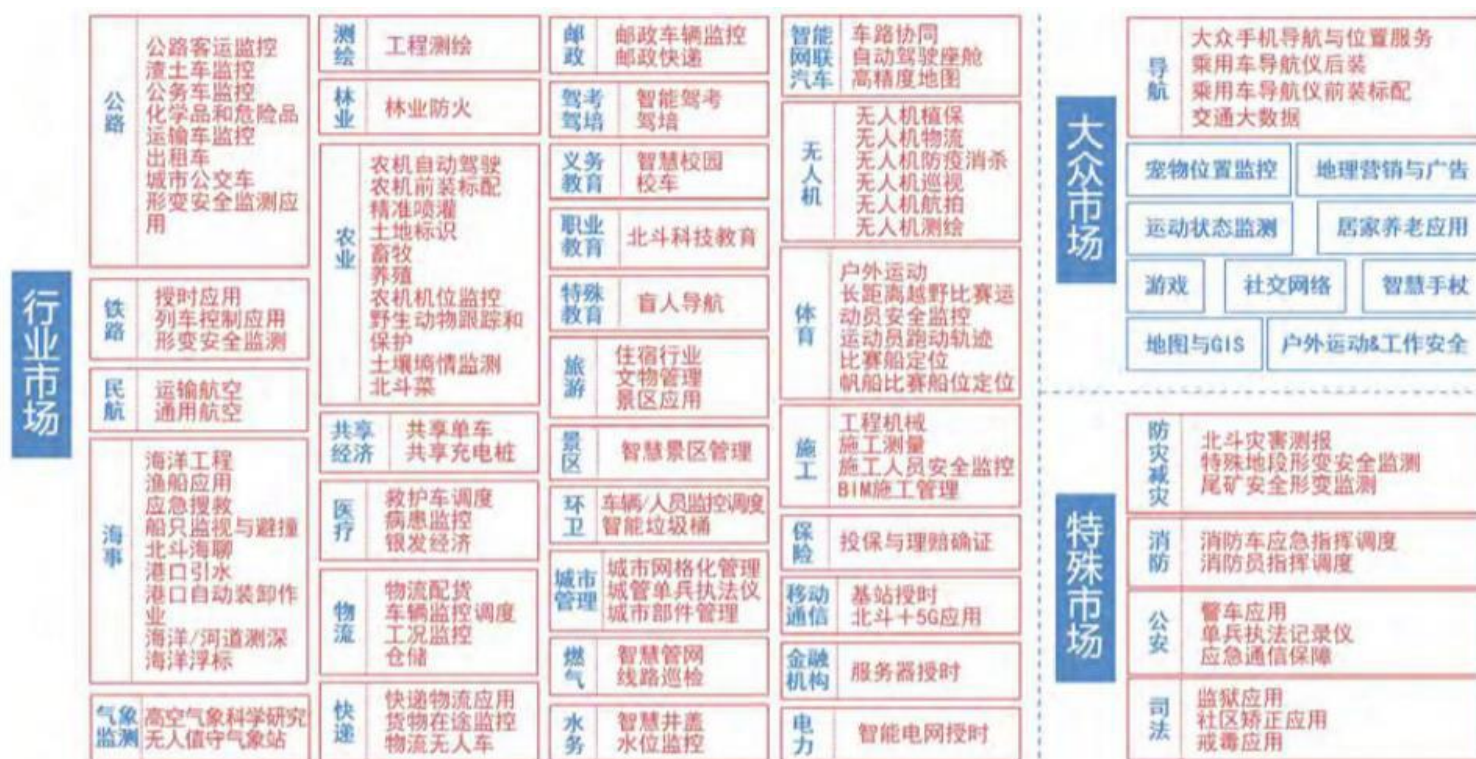 行业市场
公路
公路客运监控
渣土车监控
公务车监控
化学品和危险品
运输车监控
出租车
城市公交车
形变安全监测应
用
铁路
授时应用
列车控制应用
形变安全监测
民航
运输航空
通用航空
海事
海洋工程
渔船应用
应急搜救
船只监视与避撞
北斗海聊
港口引水
港口自动装卸作
业
海洋/河道测深
海洋浮标
气象
监测
高空气象科学研究
无人值守气象站
测绘
工程测绘
林业
林业防火
农业
农机自动驾驶
农机前装标配
精准喷灌
土地标识
畜牧
养殖
农机机位监控
野生动物跟踪和
保护
土壤墒情监测
北斗菜
共享
经济
共享单车
共享充电桩
医疗
救护车调度
病患监控
银发经济
物流
物流配货
车辆监控调度
工况监控
仓储
快递
快递物流应用
货物在途监控
物流无人车
邮政
邮政车辆监控
邮政快递
驾考
驾培
智能驾考
驾培
义务
教育
智慧校园
校车
职业
教育
北斗科技教育
特殊
教育
盲人导航
旅游
住宿行业
文物管理
景区应用
景区
智慧景区管理
环卫
车辆/人员监控调度
智能垃圾桶
城市
管理
城市网格化管理
城管单兵执法仪
城市部件管理
燃气
智慧管网
线路巡检
水务
智慧井盖
水位监控
智能
网联
汽车
车路协同
自动驾驶座舱
高精度地图
无人机
无人机植保
无人机物流
无人机防疫消杀
无人机巡视
无人机航拍
无人机测绘
体育
户外运动
长距离越野比赛运
动员安全监控
运动员跑动轨迹
比赛船定位
帆船比赛船位定位
施工
工程机械
施工测量
施工人员安全监控
BIM施工管理
保险
投保与理赔确证
移动
通信
基站授时
北斗+5G应用
金融
机构
服务器授时
电力
智能电网授时
大众市场
导航
大众手机导航与位置服务
乘用车导航仪后装
乘用车导航仪前装标配
交通大数据
宠物位置监控
地理营销与广告
运动状态监测
居家养老应用
游戏
社交网络
智慧手杖
地图与GIS
户外运动&工作安全
特殊市场
防灾减灾
北斗灾害测报
特殊地段形变安全监测
尾矿安全形变监测
消防
消防车应急指挥调度
消防员指挥调度
公安
警车应用
单兵执法记录仪
应急通信保障
司法
监狱应用
社区矫正应用
戒毒应用